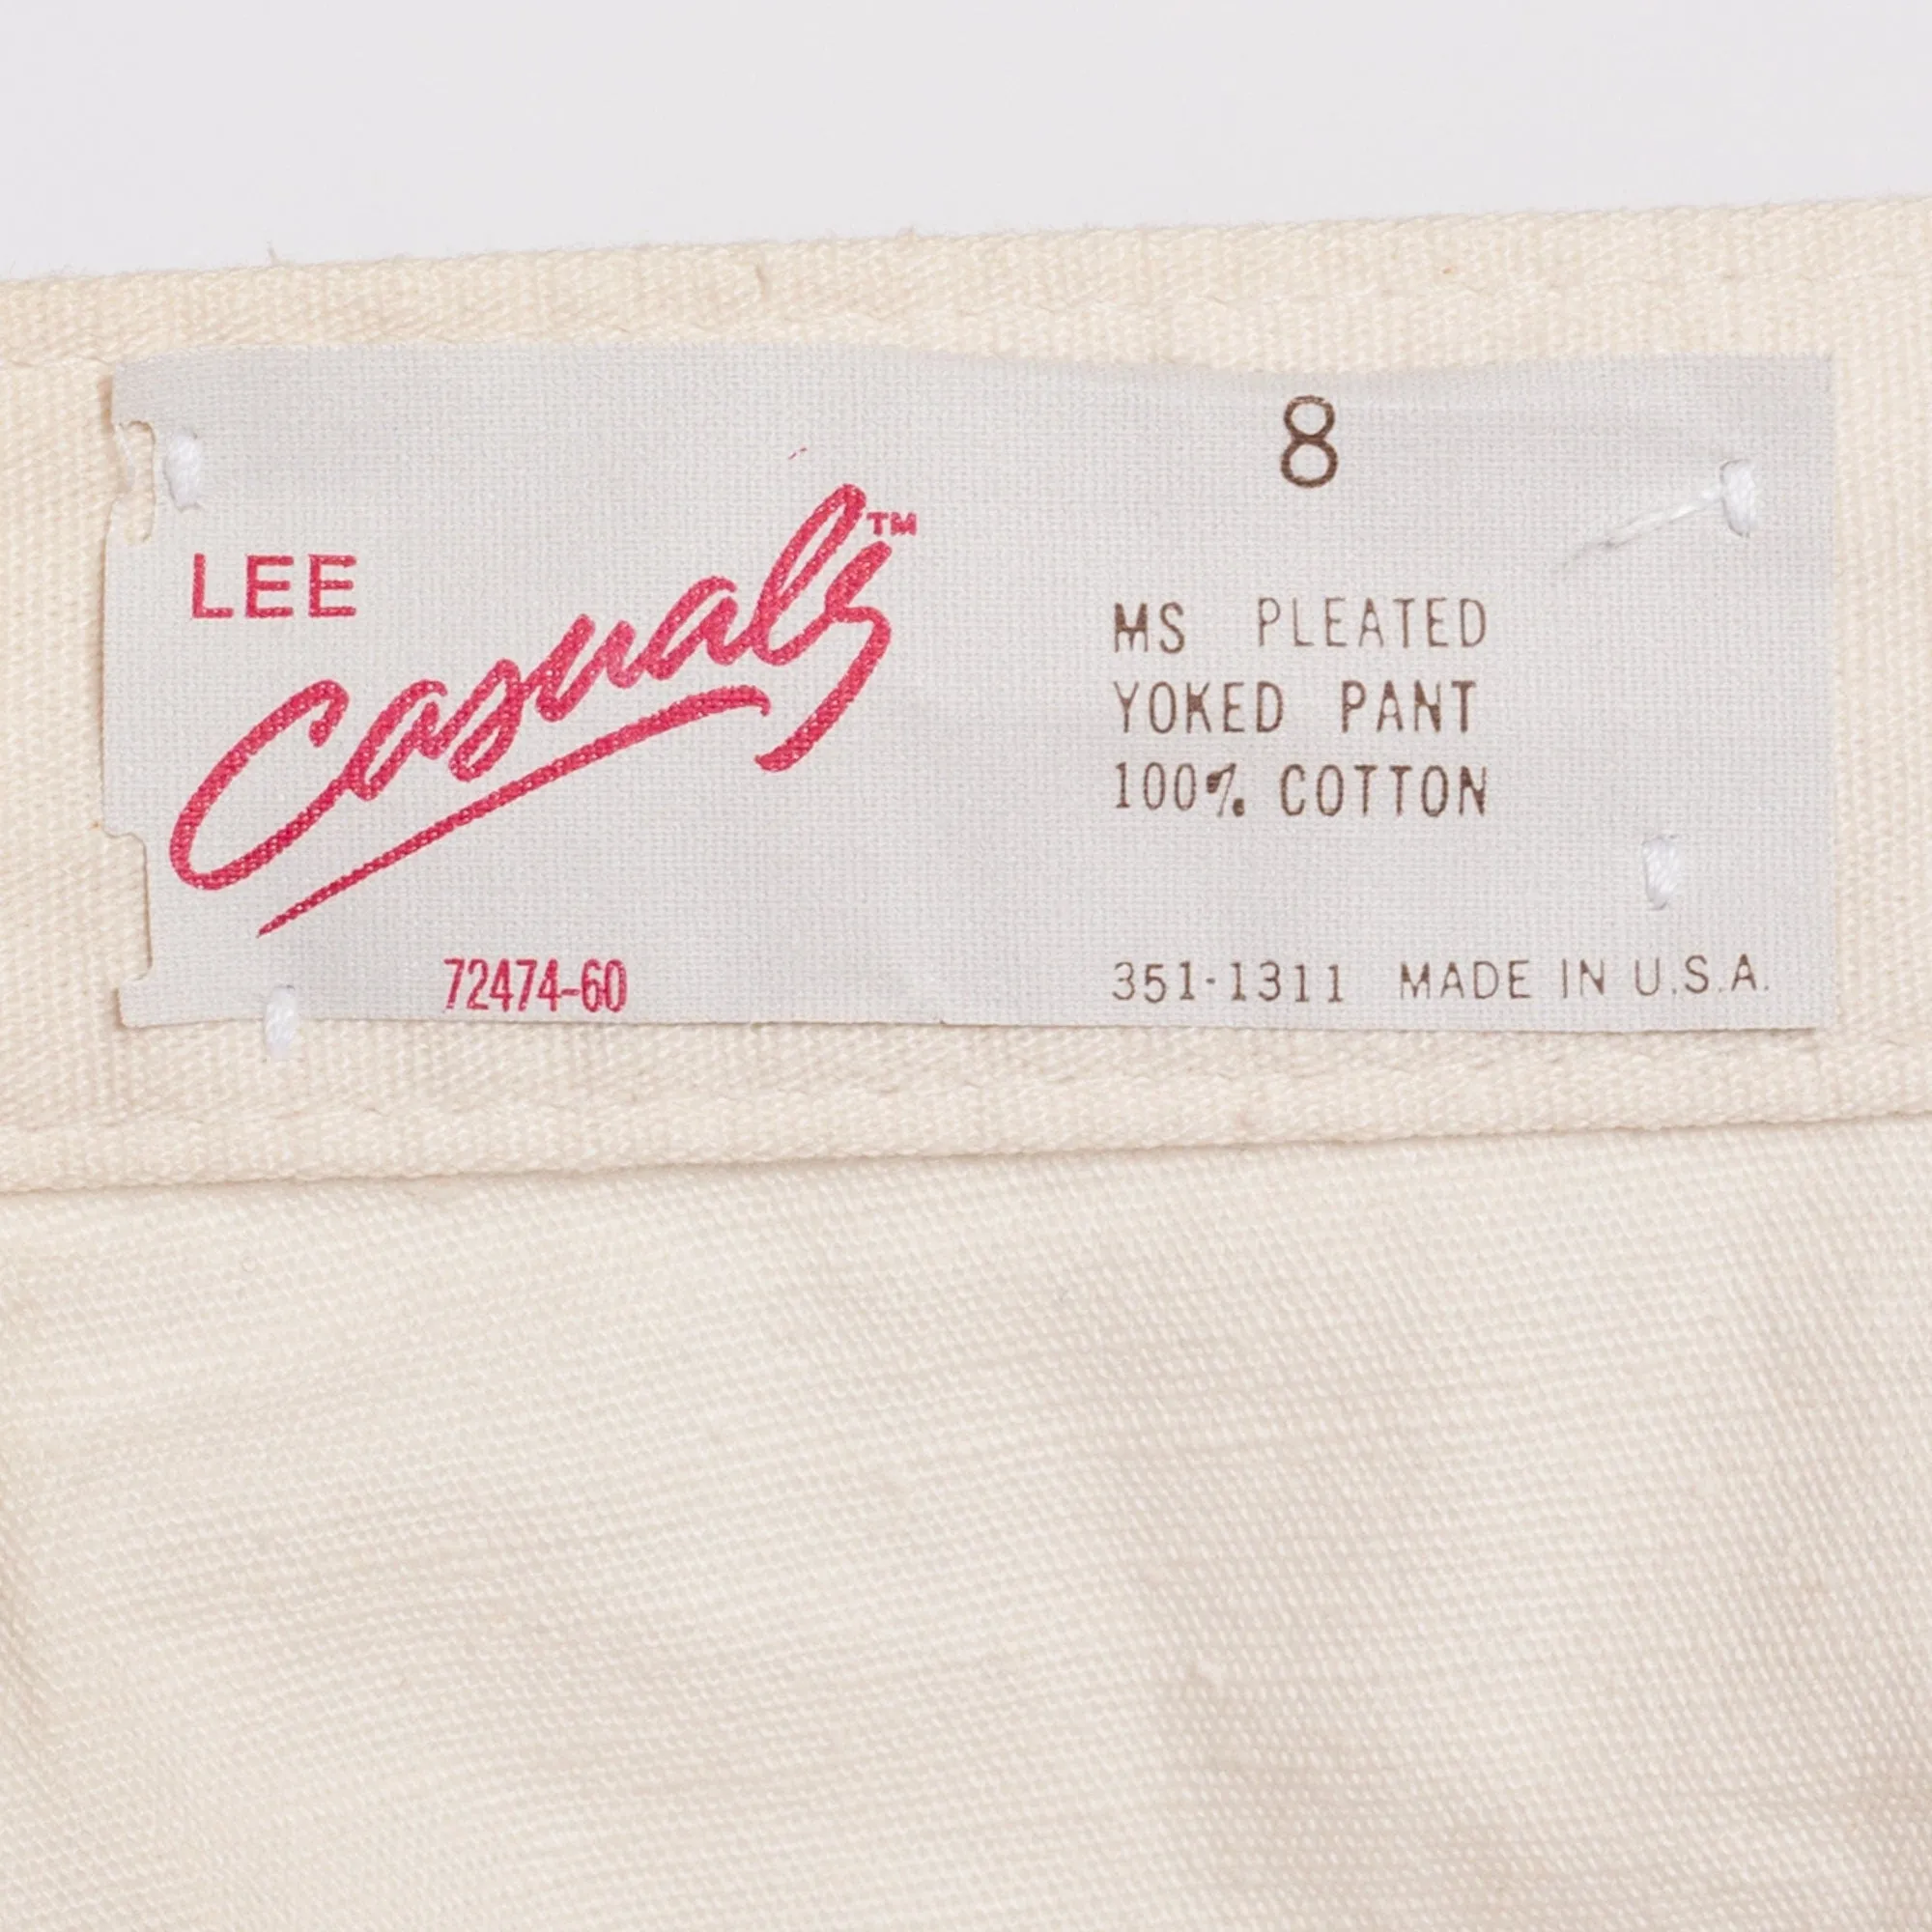 LEE
Casuals™
72474-60
8
MS PLEATED
YOKED PANT
100% COTTON
351-1311 MADE IN U.S.A.